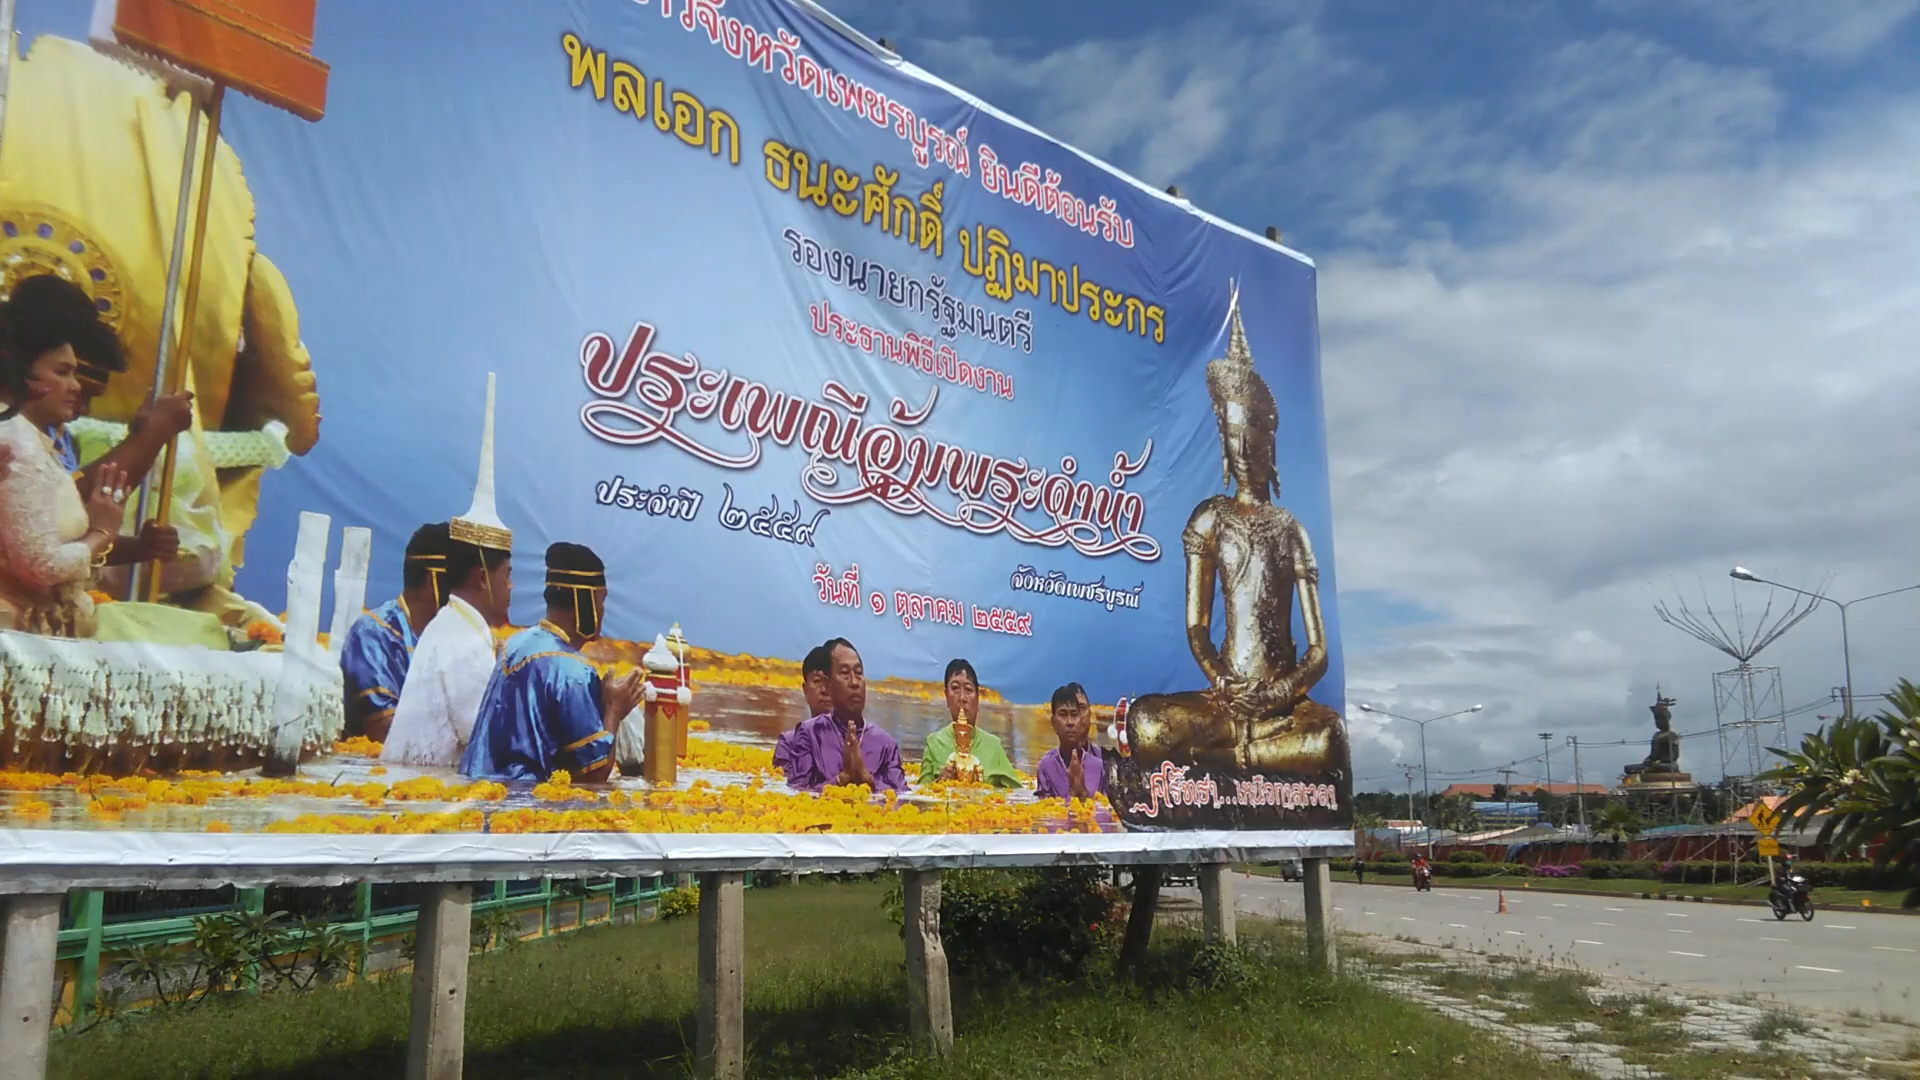 จังหวัดเพชรบูรณ์ ยินดีต้อนรับ
พลเอก ธนะศักดิ์ ปฏิมาประกร
รองนายกรัฐมนตรี
ประธานพิธีเปิดงาน
ประเพณีอุ้มพระดำน้ำ
ประจำปี ๒๕๕๙
จังหวัดเพชรบูรณ์
วันที่ ๑ ตุลาคม ๒๕๕๙